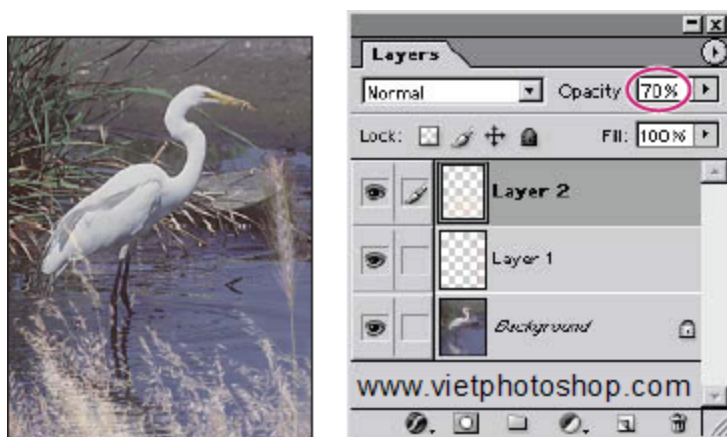 Layers
Normal Opacity 70%
Lock: Fill: 100%
Layer 2
Layer 1
Background
www.vietphotoshop.com